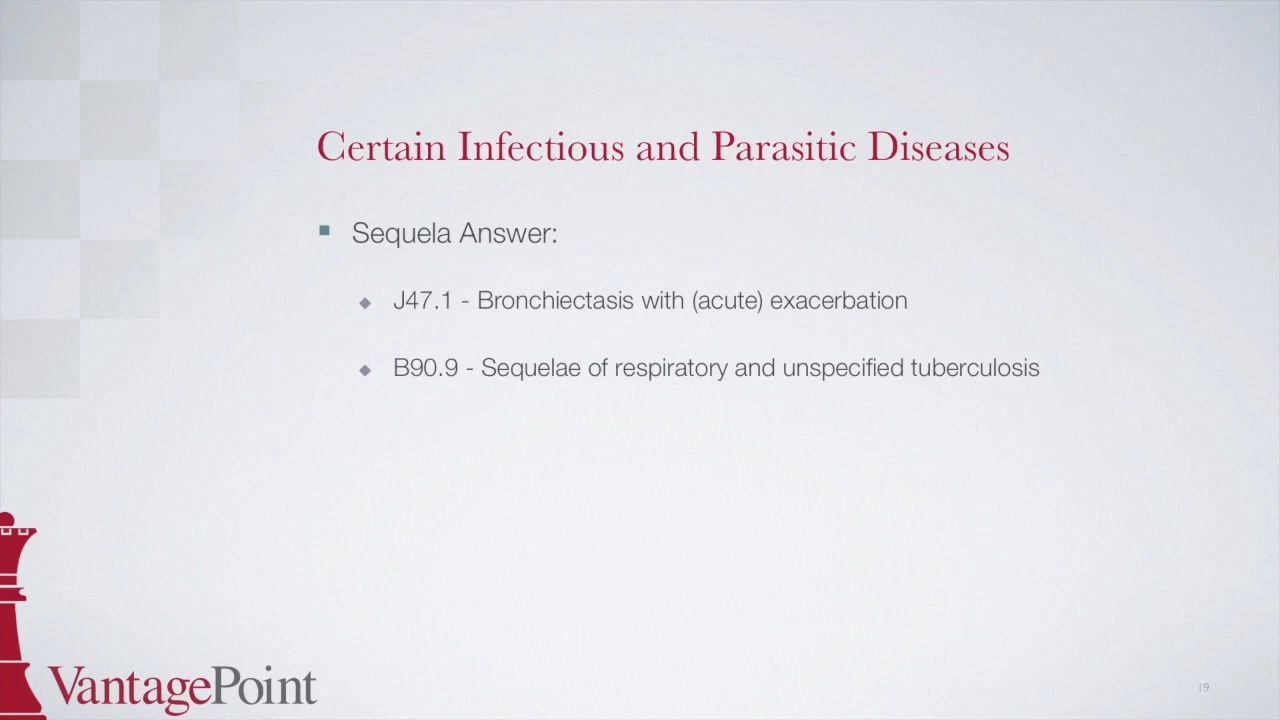 Certain Infectious and Parasitic Diseases
Sequela Answer:
J47.1 - Bronchiectasis with (acute) exacerbation
B90.9 - Sequelae of respiratory and unspecified tuberculosis
VantagePoint
19